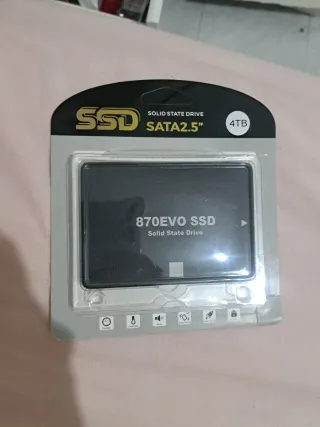 SSD
SOLID STATE DRIVE
SATA2.5"
4TB
870EVO SSD
Solid State Drive